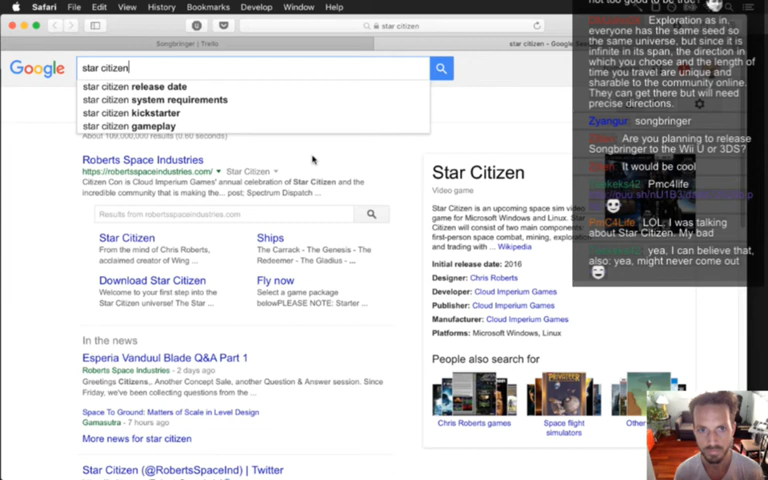 Safari File Edit View History Bookmarks Develop Window Help
star citizen
Songbringer | Trello
star citizen - Google Se
Google
star citizen
star citizen release date
star citizen system requirements
star citizen kickstarter
star citizen gameplay
About 109,000,000 results (0.60 seconds)
Roberts Space Industries
https://robertsspaceindustries.com/ Star Citizen
Citizen Con is Cloud Imperium Games' annual celebration of Star Citizen and the
incredible community that is making the... post; Spectrum Dispatch ...
Results from robertsspaceindustries.com
Star Citizen
From the mind of Chris Roberts,
acclaimed creator of Wing ...
Ships
The Carrack - The Genesis - The
Redeemer - The Gladius - ...
Download Star Citizen
Welcome to your first step into the
Star Citizen universe! The Star ...
Fly now
Select a game package
belowPLEASE NOTE: Starter ...
In the news
Esperia Vanduul Blade Q&A Part 1
Roberts Space Industries - 2 days ago
Greetings Citizens,. Another Concept Sale, another Question & Answer session. Since
Friday, we've been collecting questions from the...
Space To Ground: Matters of Scale in Level Design
Gamasutra - 7 hours ago
More news for star citizen
Star Citizen (@RobertsSpaceInd) | Twitter
Star Citizen
Video game
Star Citizen is an upcoming space sim video
game for Microsoft Windows and Linux. Star
Citizen will consist of two main components:
first-person space combat, mining, exploration
and trading with ... Wikipedia
Initial release date: 2016
Designer: Chris Roberts
Developer: Cloud Imperium Games
Publisher: Cloud Imperium Games
Manufacturer: Cloud Imperium Games
Platforms: Microsoft Windows, Linux
People also search for
Chris Roberts games
Space flight
simulators
Other
not too good to be true?
Exploration as in,
everyone has the same seed so
the same universe, but since it is
infinite in its span, the direction in
which you choose and the length of
time you travel are unique and
sharable to the community online.
They can get there but will need
precise directions.
Zyangur: songbringer
Are you planning to release
Songbringer to the Wii U or 3DS?
It would be cool
Pmc4life
PmC4Life: LOL, I was talking
about Star Citizen. My bad
yea, I can believe that,
also: yea, might never come out